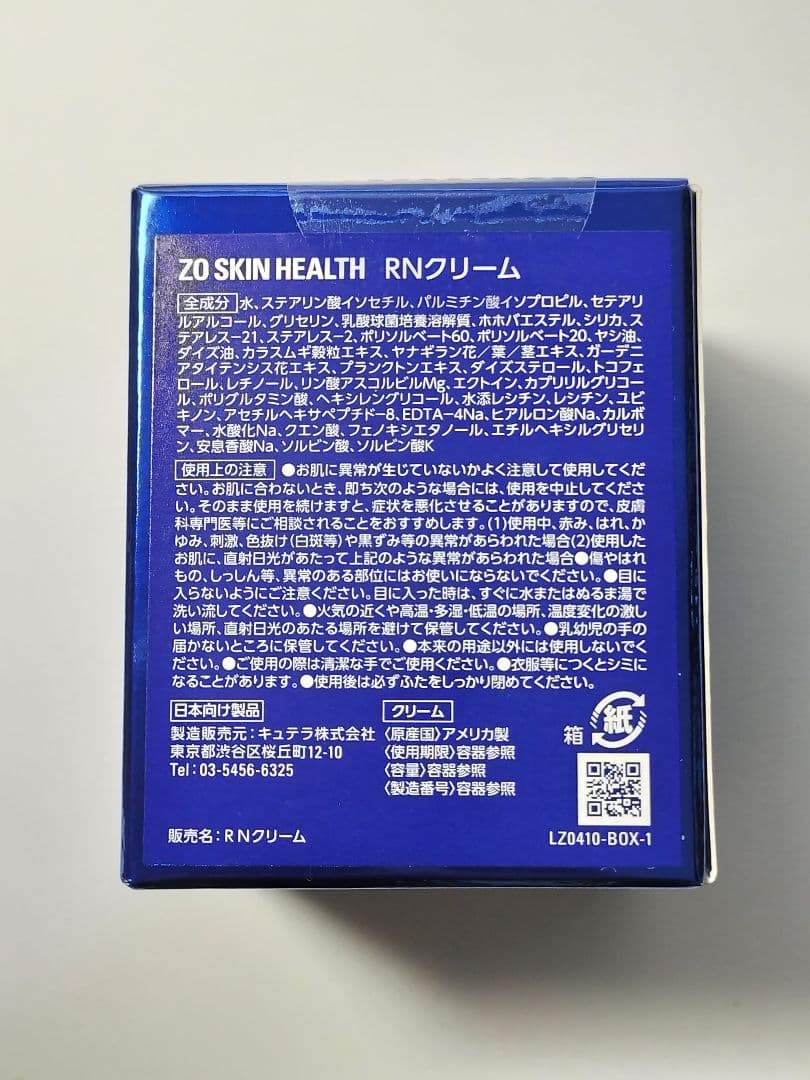 ZO SKIN HEALTH RNクリーム
全成分 水、ステアリン酸イソセチル、パルミチン酸イソプロピル、セテアリ
ルアルコール、グリセリン、乳酸球菌培養溶解質、ホホバエステル、シリカ、ス
テアレス－21、ステアレス－2、ポリソルベート60、ポリソルベート20、ヤシ油、
ダイズ油、カラスムギ穀粒エキス、ヤナギラン花／葉／茎エキス、ガーデニ
アタイテンシス花エキス、プランクトンエキス、ダイズステロール、トコフェ
ロール、レチノール、リン酸アスコルビルMg、エクトイン、カプリリルグリコー
ル、ポリグルタミン酸、ヘキシレングリコール、水添レシチン、レシチン、ユビ
キノン、アセチルヘキサペプチド－8、EDTA－4Na、ヒアルロン酸Na、カルボ
マー、水酸化Na、クエン酸、フェノキシエタノール、エチルヘキシルグリセリ
ン、安息香酸Na、ソルビン酸、ソルビン酸K
使用上の注意 ●お肌に異常が生じていないかよく注意して使用してくだ
さい。お肌に合わないとき、即ち次のような場合には、使用を中止してくださ
い。そのまま使用を続けますと、症状を悪化させることがありますので、皮膚
科専門医等にご相談されることをおすすめします。(1)使用中、赤み、はれ、か
ゆみ、刺激、色抜け(白斑等)や黒ずみ等の異常があらわれた場合(2)使用した
お肌に、直射日光があたって上記のような異常があらわれた場合●傷やはれ
もの、しっしん等、異常のある部位にはお使いにならないでください。●目に
入らないようにご注意ください。目に入った時は、すぐに水またはぬるま湯で
洗い流してください。●火気の近くや高温・多湿・低温の場所、温度変化の激し
い場所、直射日光のあたる場所を避けて保管してください。●乳幼児の手の
届かないところに保管してください。●本来の用途以外には使用しないでく
ださい。●ご使用の際は清潔な手でご使用ください。●衣服等につくとシミに
なることがあります。●使用後は必ずふたをしっかり閉めてください。
日本向け製品
製造販売元：キュテラ株式会社
東京都渋谷区桜丘町12-10
Tel：03-5456-6325
クリーム
〈原産国〉アメリカ製
〈使用期限〉容器参照
〈容量〉容器参照
〈製造番号〉容器参照
箱 紙
販売名：RNクリーム
LZ0410-BOX-1